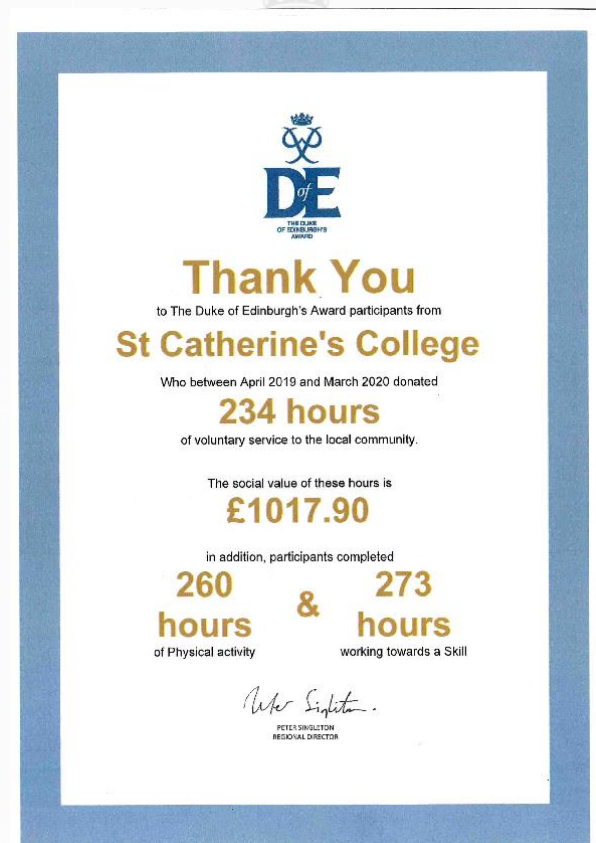 DofE
THE DUKE
OF EDINBURGH'S
AWARD
Thank You
to The Duke of Edinburgh's Award participants from
St Catherine's College
Who between April 2019 and March 2020 donated
234 hours
of voluntary service to the local community.
The social value of these hours is
£1017.90
in addition, participants completed
260 hours & 273 hours
of Physical activity working towards a Skill
Peter Singleton.
PETER SINGLETON
REGIONAL DIRECTOR